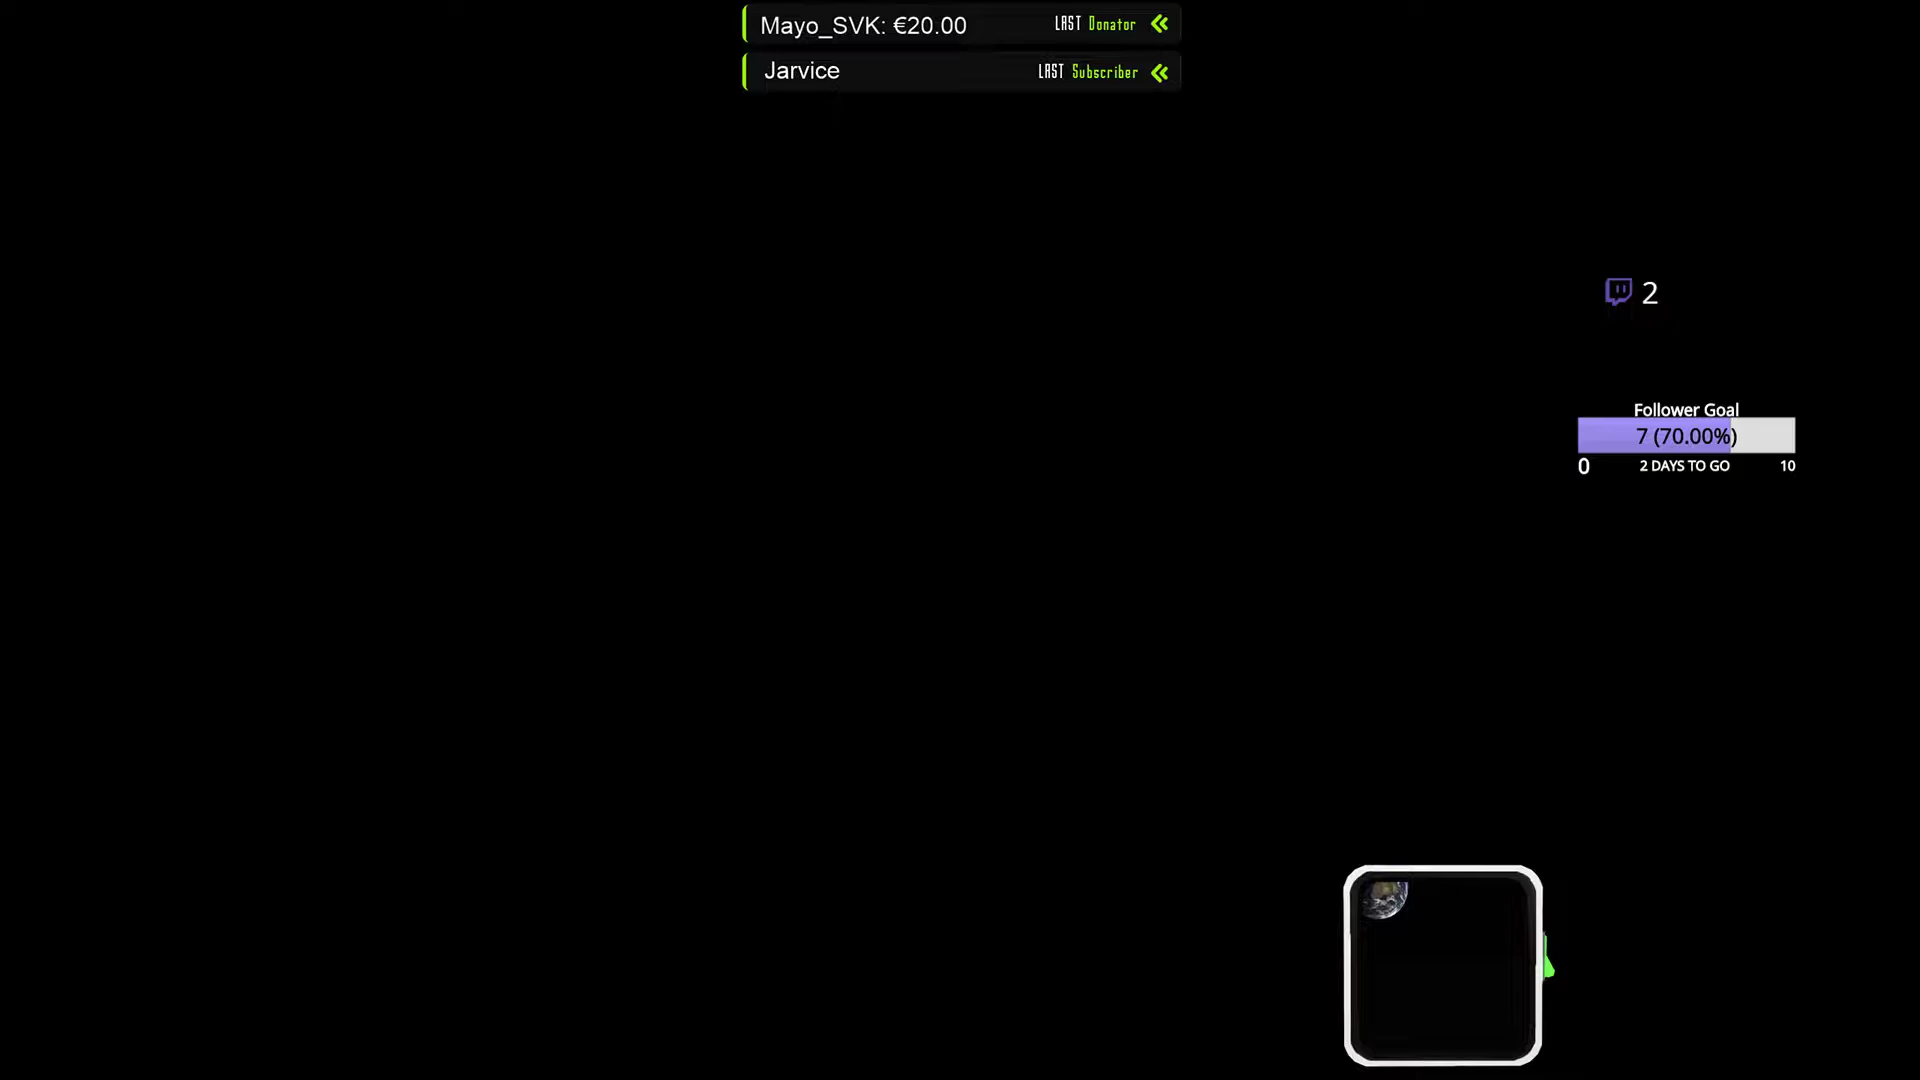 Mayo_SVK: €20.00 LAST Donator
Jarvice LAST Subscriber
2
Follower Goal
7 (70.00%)
0 2 DAYS TO GO 10